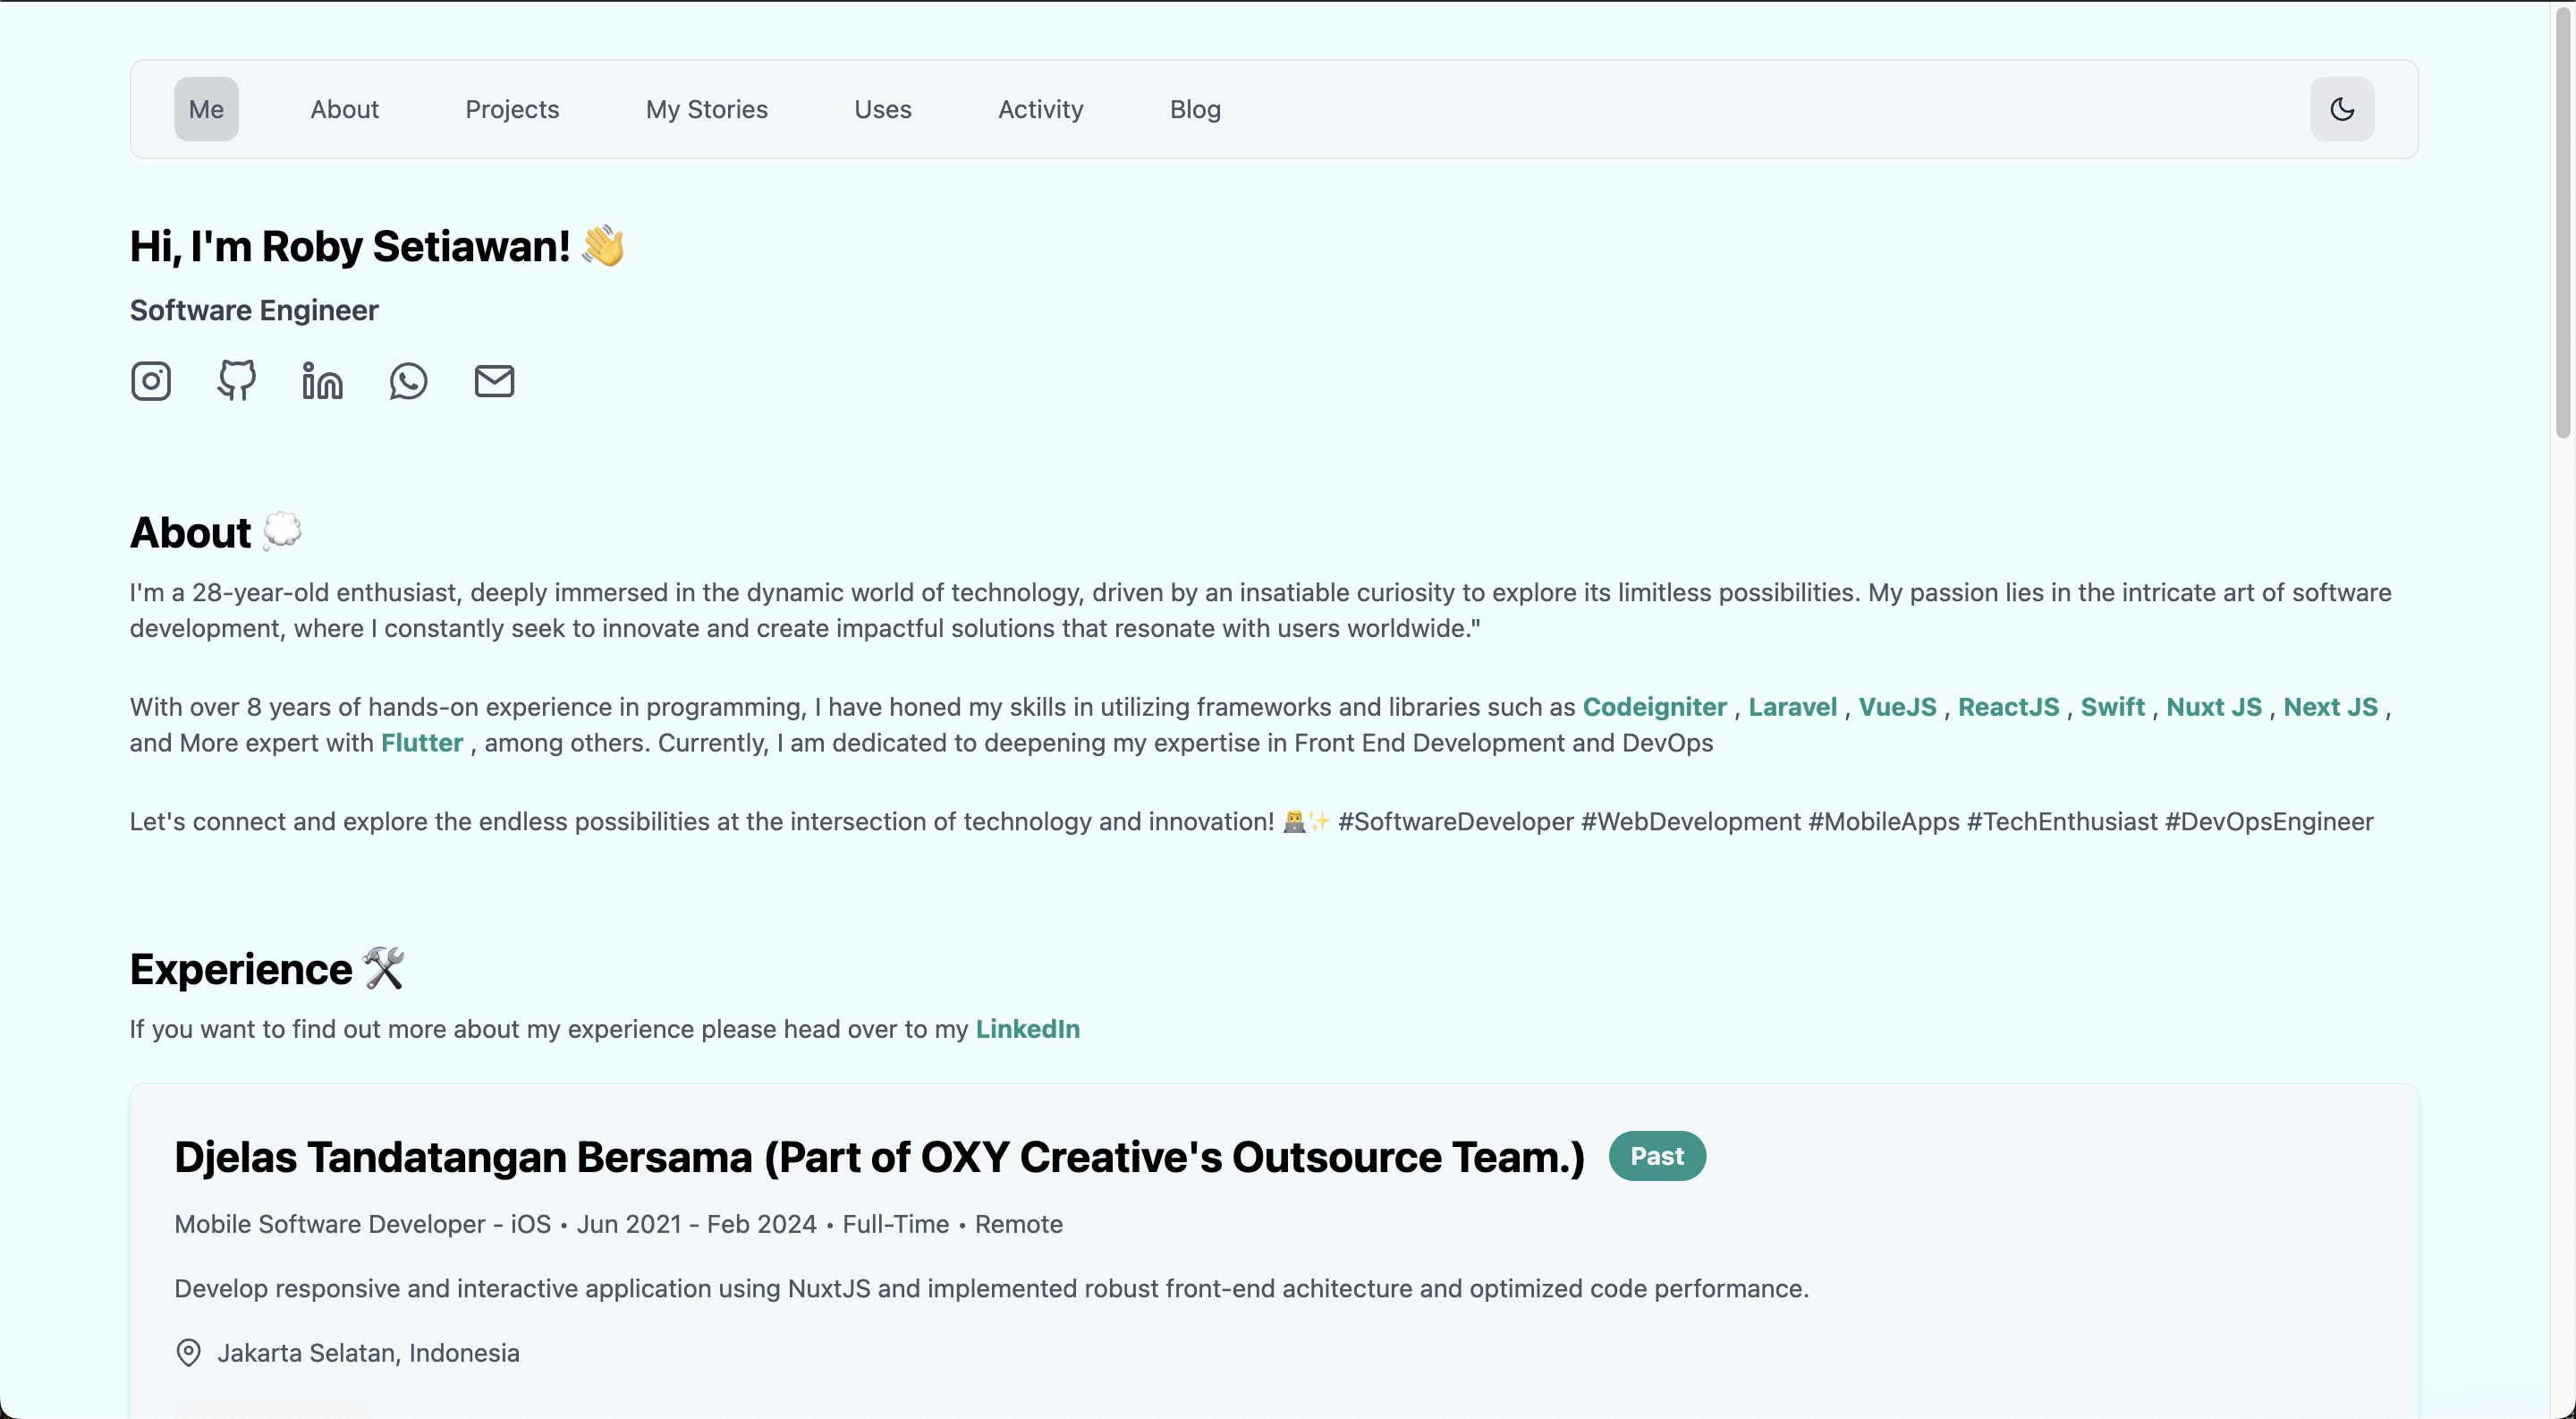 Me About Projects My Stories Uses Activity Blog
Hi, I'm Roby Setiawan! 👋
Software Engineer
About 💭
I'm a 28-year-old enthusiast, deeply immersed in the dynamic world of technology, driven by an insatiable curiosity to explore its limitless possibilities. My passion lies in the intricate art of software
development, where I constantly seek to innovate and create impactful solutions that resonate with users worldwide."
With over 8 years of hands-on experience in programming, I have honed my skills in utilizing frameworks and libraries such as Codeigniter , Laravel , VueJS , ReactJS , Swift , Nuxt JS , Next JS ,
and More expert with Flutter , among others. Currently, I am dedicated to deepening my expertise in Front End Development and DevOps
Let's connect and explore the endless possibilities at the intersection of technology and innovation! 👨‍💻✨ #SoftwareDeveloper #WebDevelopment #MobileApps #TechEnthusiast #DevOpsEngineer
Experience 🛠️
If you want to find out more about my experience please head over to my LinkedIn
Djelas Tandatangan Bersama (Part of OXY Creative's Outsource Team.) Past
Mobile Software Developer - iOS • Jun 2021 - Feb 2024 • Full-Time • Remote
Develop responsive and interactive application using NuxtJS and implemented robust front-end achitecture and optimized code performance.
Jakarta Selatan, Indonesia